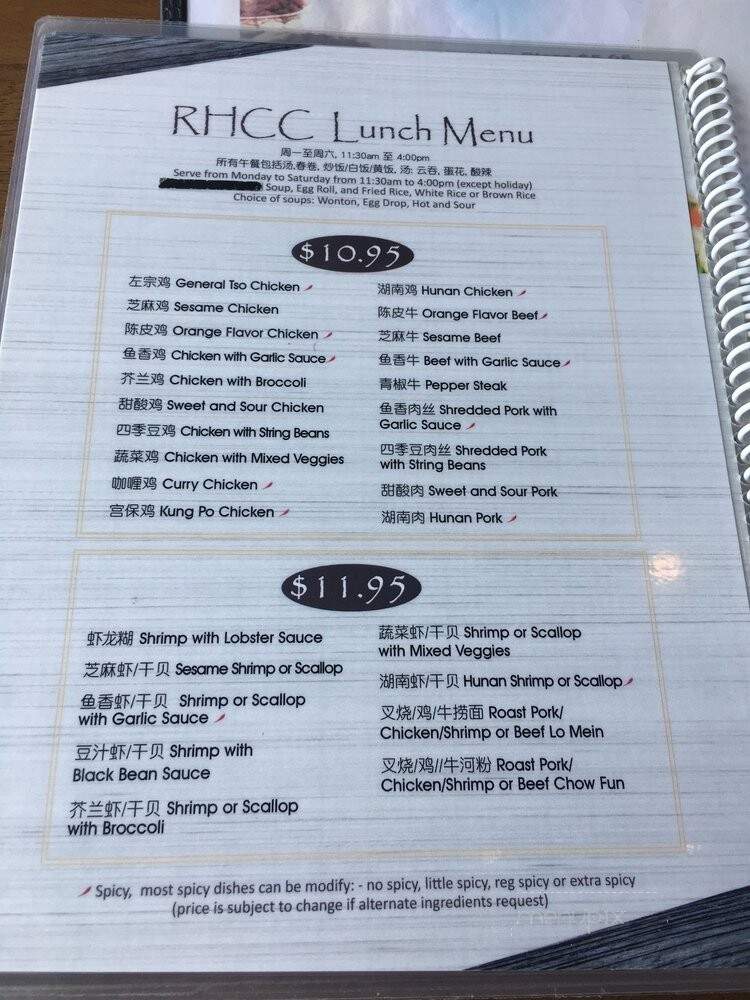 RHCC Lunch Menu
周一至周六, 11:30am 至 4:00pm
所有午餐包括汤,春卷, 炒饭/白饭/黄饭, 汤: 云吞, 蛋花, 酸辣
Serve from Monday to Saturday from 11:30am to 4:00pm (except holiday)
Soup, Egg Roll, and Fried Rice, White Rice or Brown Rice
Choice of soups: Wonton, Egg Drop, Hot and Sour
$10.95
左宗鸡 General Tso Chicken
芝麻鸡 Sesame Chicken
陈皮鸡 Orange Flavor Chicken
鱼香鸡 Chicken with Garlic Sauce
芥兰鸡 Chicken with Broccoli
甜酸鸡 Sweet and Sour Chicken
四季豆鸡 Chicken with String Beans
蔬菜鸡 Chicken with Mixed Veggies
咖喱鸡 Curry Chicken
宫保鸡 Kung Po Chicken
湖南鸡 Hunan Chicken
陈皮牛 Orange Flavor Beef
芝麻牛 Sesame Beef
鱼香牛 Beef with Garlic Sauce
青椒牛 Pepper Steak
鱼香肉丝 Shredded Pork with
Garlic Sauce
四季豆肉丝 Shredded Pork
with String Beans
甜酸肉 Sweet and Sour Pork
湖南肉 Hunan Pork
$11.95
虾龙糊 Shrimp with Lobster Sauce
芝麻虾/干贝 Sesame Shrimp or Scallop
鱼香虾/干贝 Shrimp or Scallop
with Garlic Sauce
豆汁虾/干贝 Shrimp with
Black Bean Sauce
芥兰虾/干贝 Shrimp or Scallop
with Broccoli
蔬菜虾/干贝 Shrimp or Scallop
with Mixed Veggies
湖南虾/干贝 Hunan Shrimp or Scallop
叉烧/鸡/牛捞面 Roast Pork/
Chicken/Shrimp or Beef Lo Mein
叉烧/鸡//牛河粉 Roast Pork/
Chicken/Shrimp or Beef Chow Fun
Spicy, most spicy dishes can be modify: - no spicy, little spicy, reg spicy or extra spicy
(price is subject to change if alternate ingredients request)
menupix